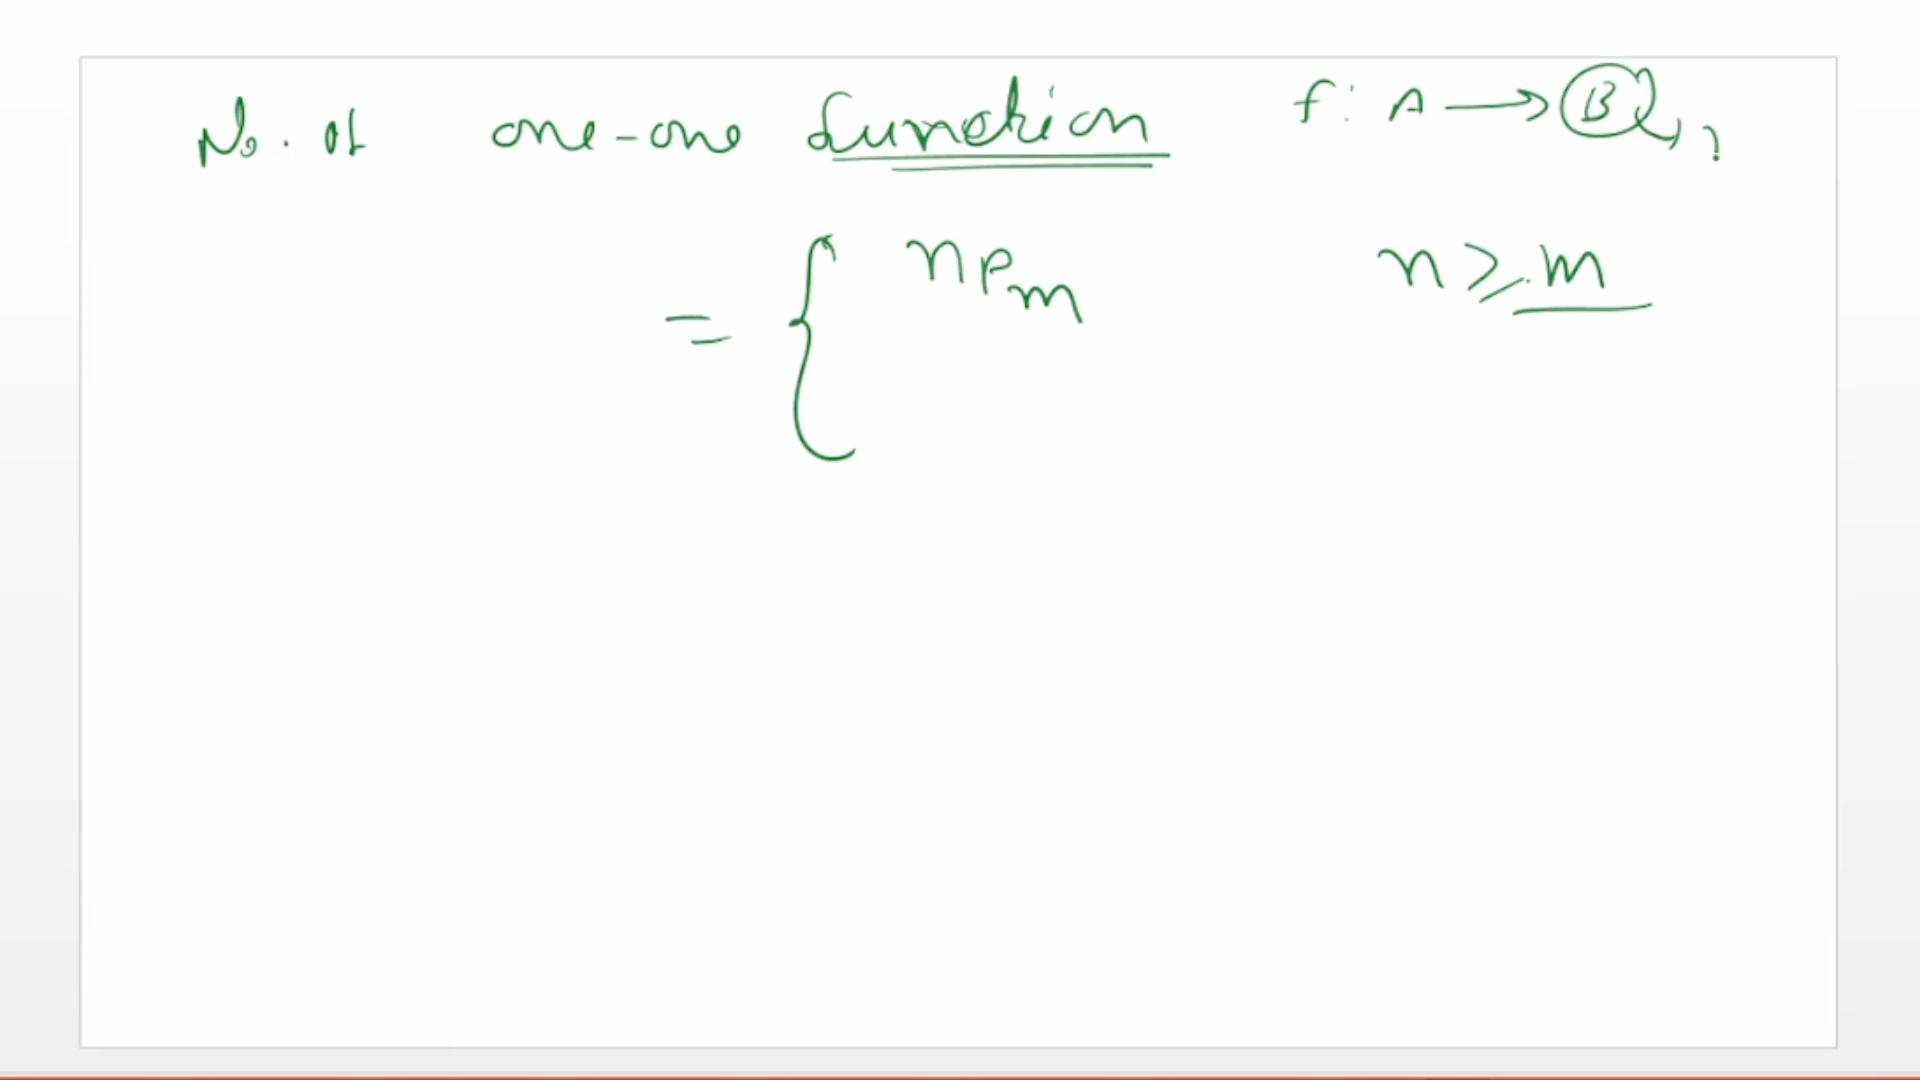 No. of one-one function f: A → B, ?
= { nPm n ≥ m